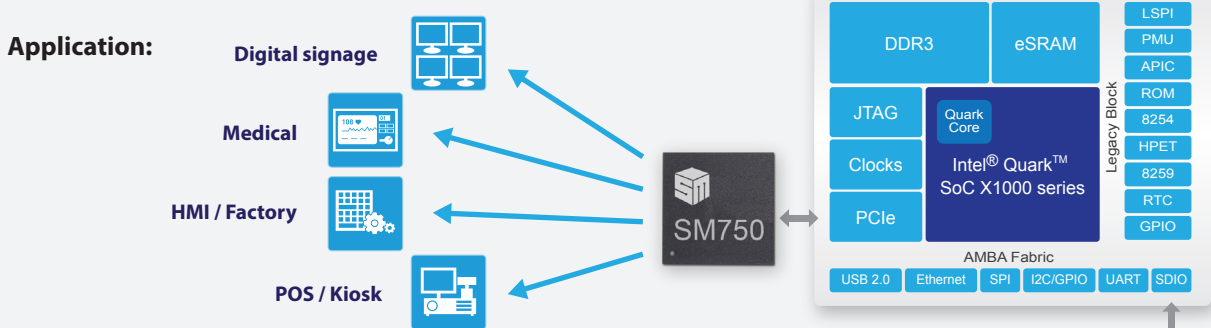 Application:
Digital signage
Medical
108
HMI / Factory
POS / Kiosk
SM
SM750
DDR3
eSRAM
JTAG
Clocks
PCIe
Quark
Core
Intel® Quark™
SoC X1000 series
Legacy Block
LSPI
PMU
APIC
ROM
8254
HPET
8259
RTC
GPIO
AMBA Fabric
USB 2.0 Ethernet SPI I2C/GPIO UART SDIO